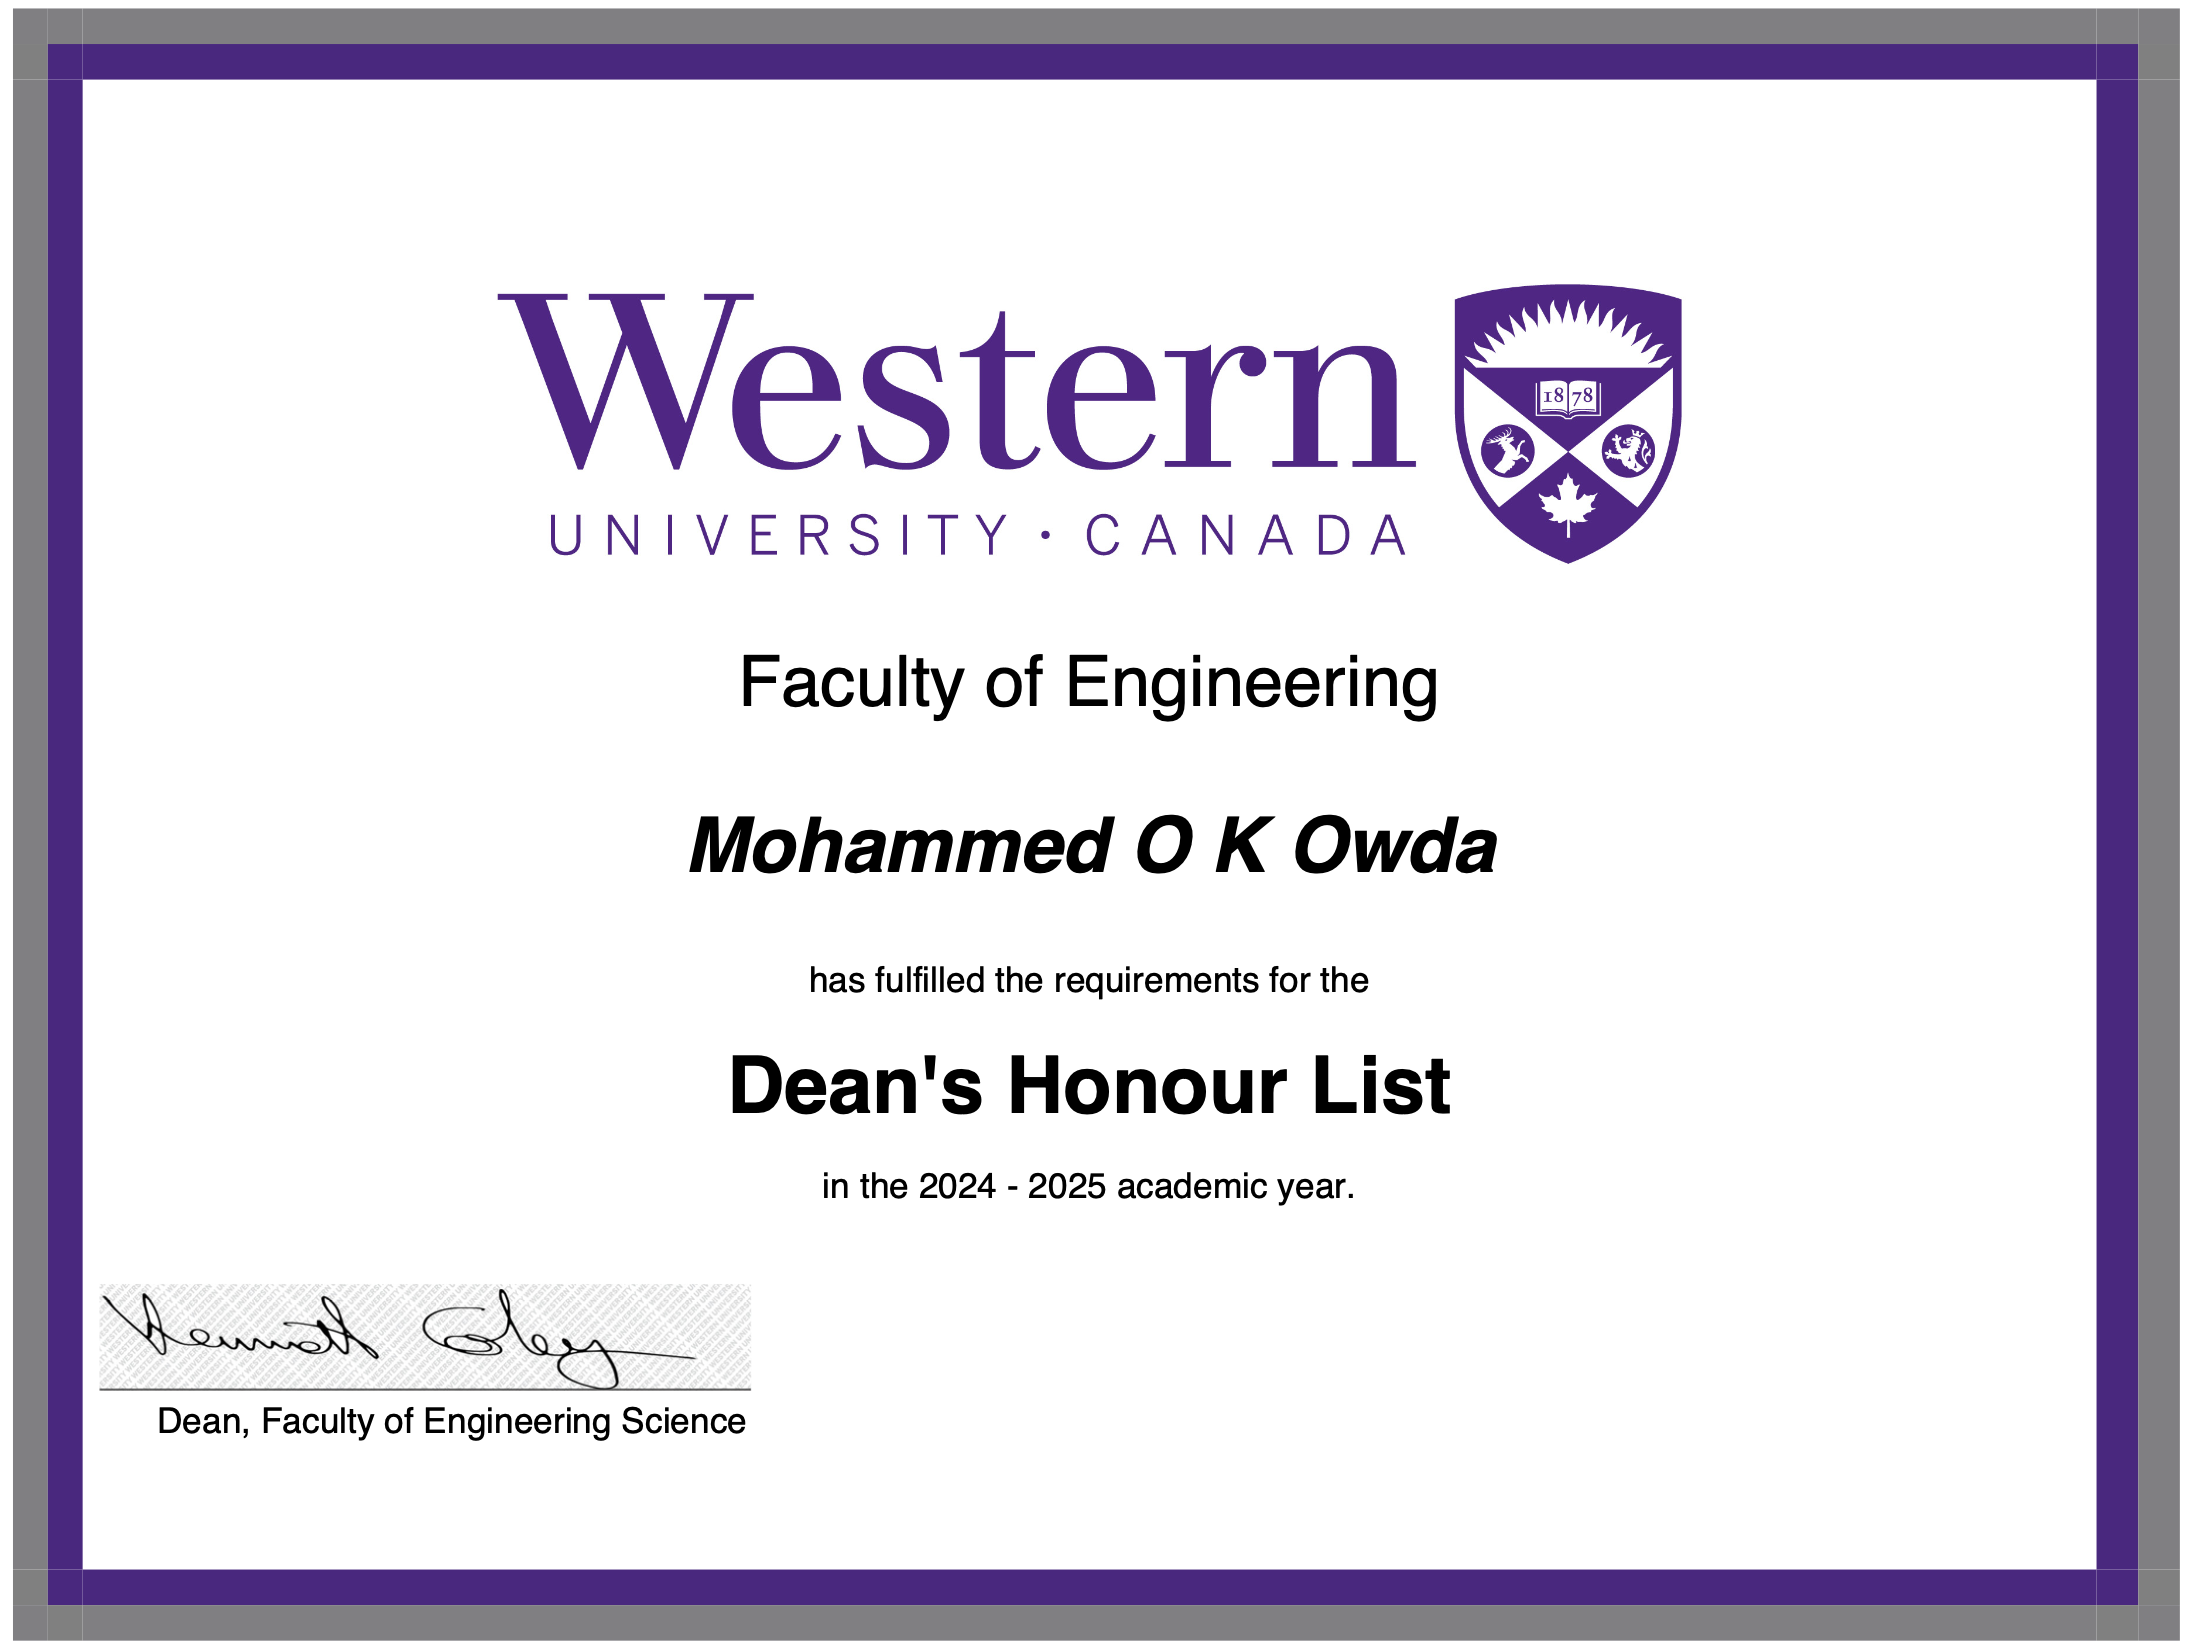 Western
UNIVERSITY · CANADA
18 78
Faculty of Engineering
Mohammed O K Owda
has fulfilled the requirements for the
Dean's Honour List
in the 2024 - 2025 academic year.
Dean, Faculty of Engineering Science